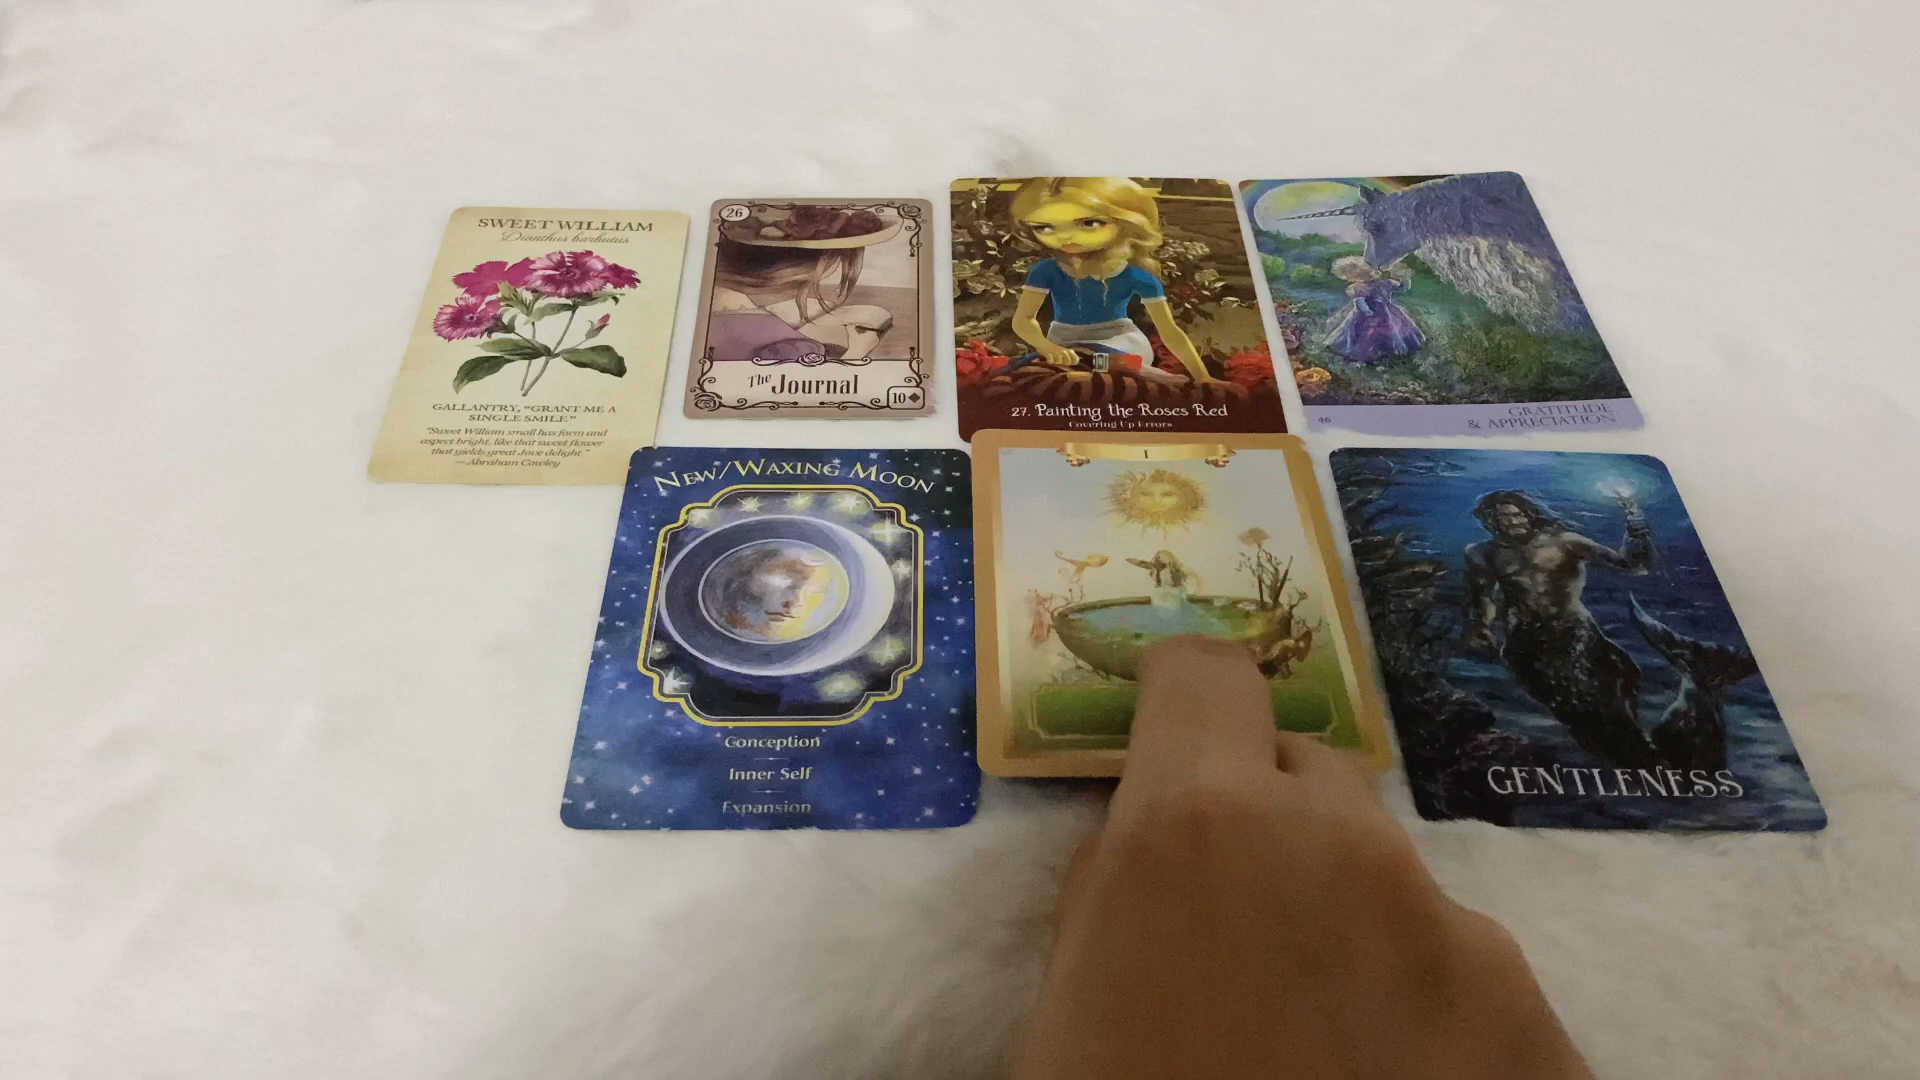 SWEET WILLIAM
Dianthus barbatus
GALLANTRY, "GRANT ME A
SINGLE SMILE"
"Sweet William small has form and
aspect bright, like that sweet flower
that yields great Jove delight."
— Abraham Cowley
26
The Journal
10◆
27. Painting the Roses Red
Covering Up Errors
46
GRATITUDE
& APPRECIATION
NEW/WAXING MOON
Conception
Inner Self
Expansion
I
GENTLENESS